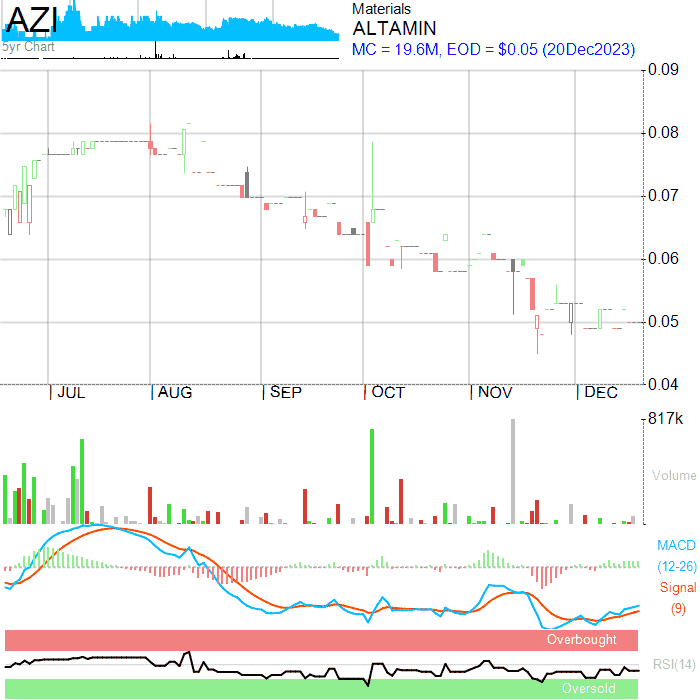 AZI
5yr Chart
Materials
ALTAMIN
MC = 19.6M, EOD = $0.05 (20Dec2023)
0.09
0.08
0.07
0.06
0.05
0.04
JUL AUG SEP OCT NOV DEC
817k
Volume
MACD
(12-26)
Signal
(9)
Overbought
RSI(14)
Oversold